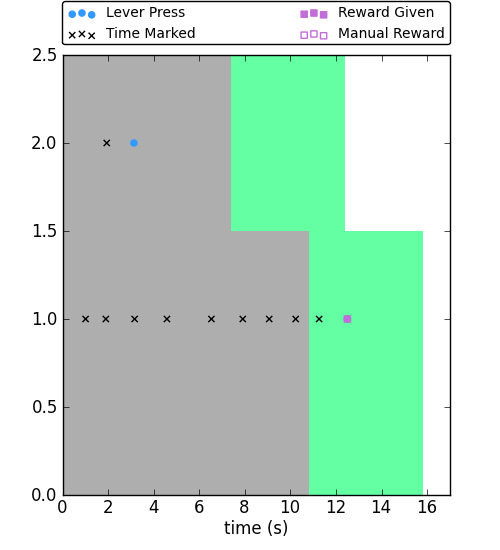 Lever Press
Time Marked
Reward Given
Manual Reward
2.5
2.0
1.5
1.0
0.5
0.0
0 2 4 6 8 10 12 14 16
time (s)